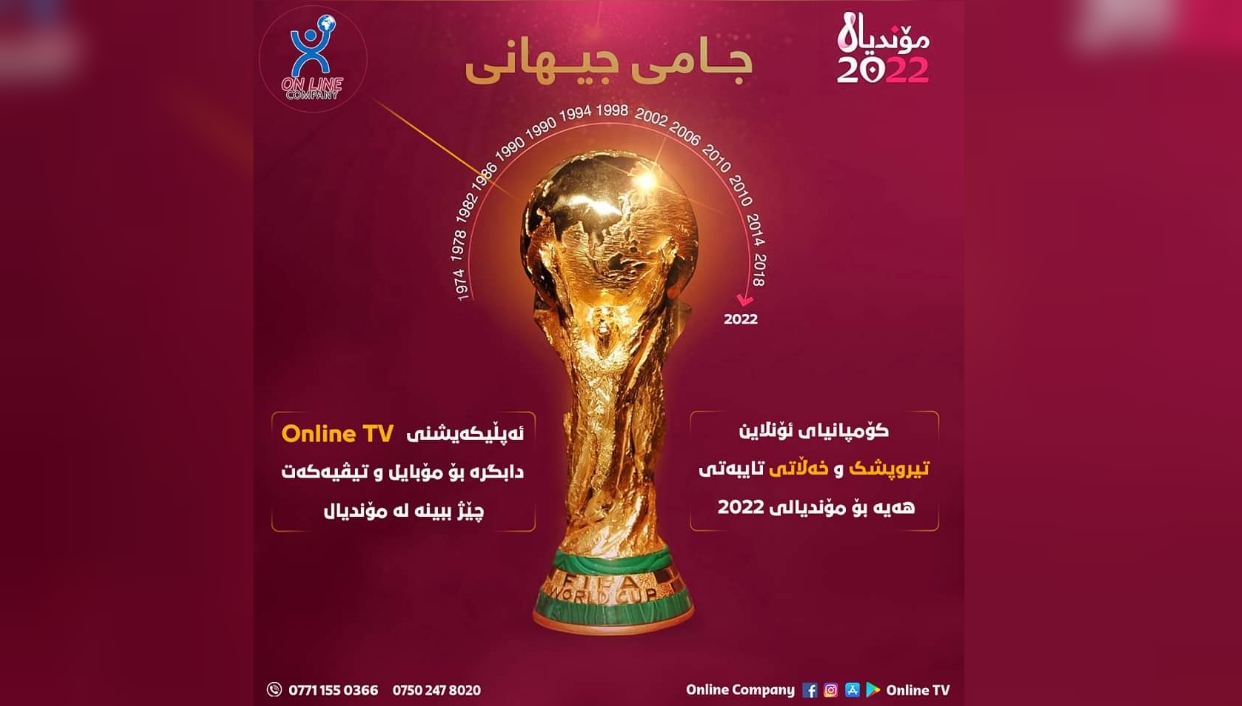 ON LINE
COMPANY
جامی جیهانی
مۆندیال
2022
1974 1978 1982 1986 1990 1990 1994 1998 2002 2006 2010 2010 2014 2018
2022
کۆمپانیای ئۆنلاین
تیروپشک و خەڵاتی تایبەتی
هەیە بۆ مۆندیالی 2022
ئەپڵیکەیشنی Online TV
دابگرە بۆ مۆبایل و تیڤیەکەت
چێژ ببینە لە مۆندیال
FIFA
WORLD CUP
0771 155 0366 0750 247 8020
Online Company Online TV